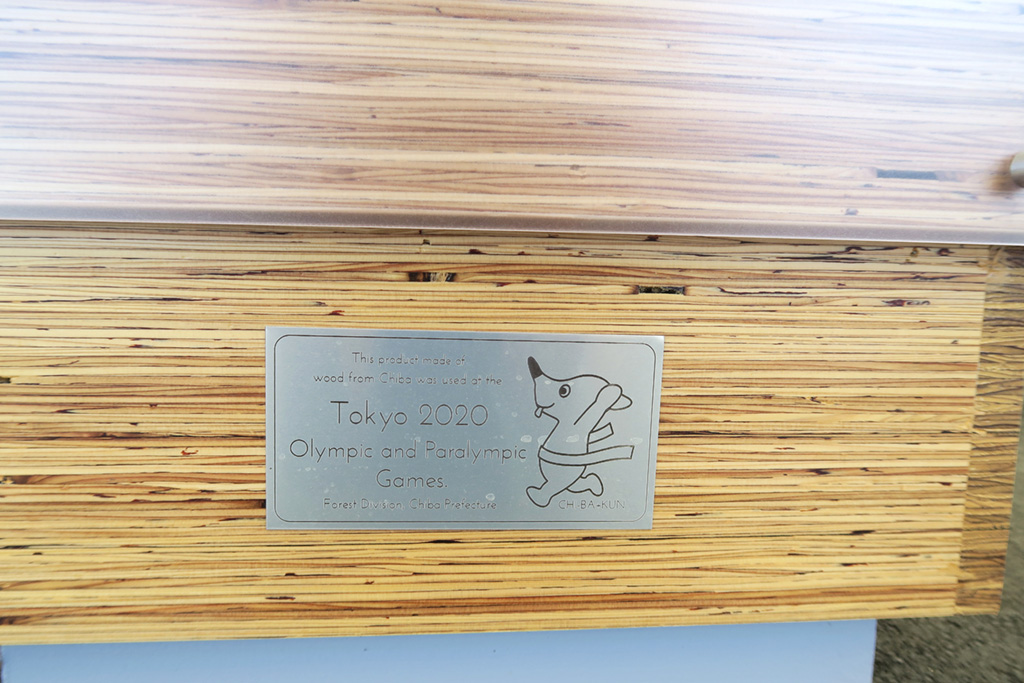 This product made of
wood from Chiba was used at the
Tokyo 2020
Olympic and Paralympic
Games.
Forest Division, Chiba Prefecture
CHI-BA-KUN